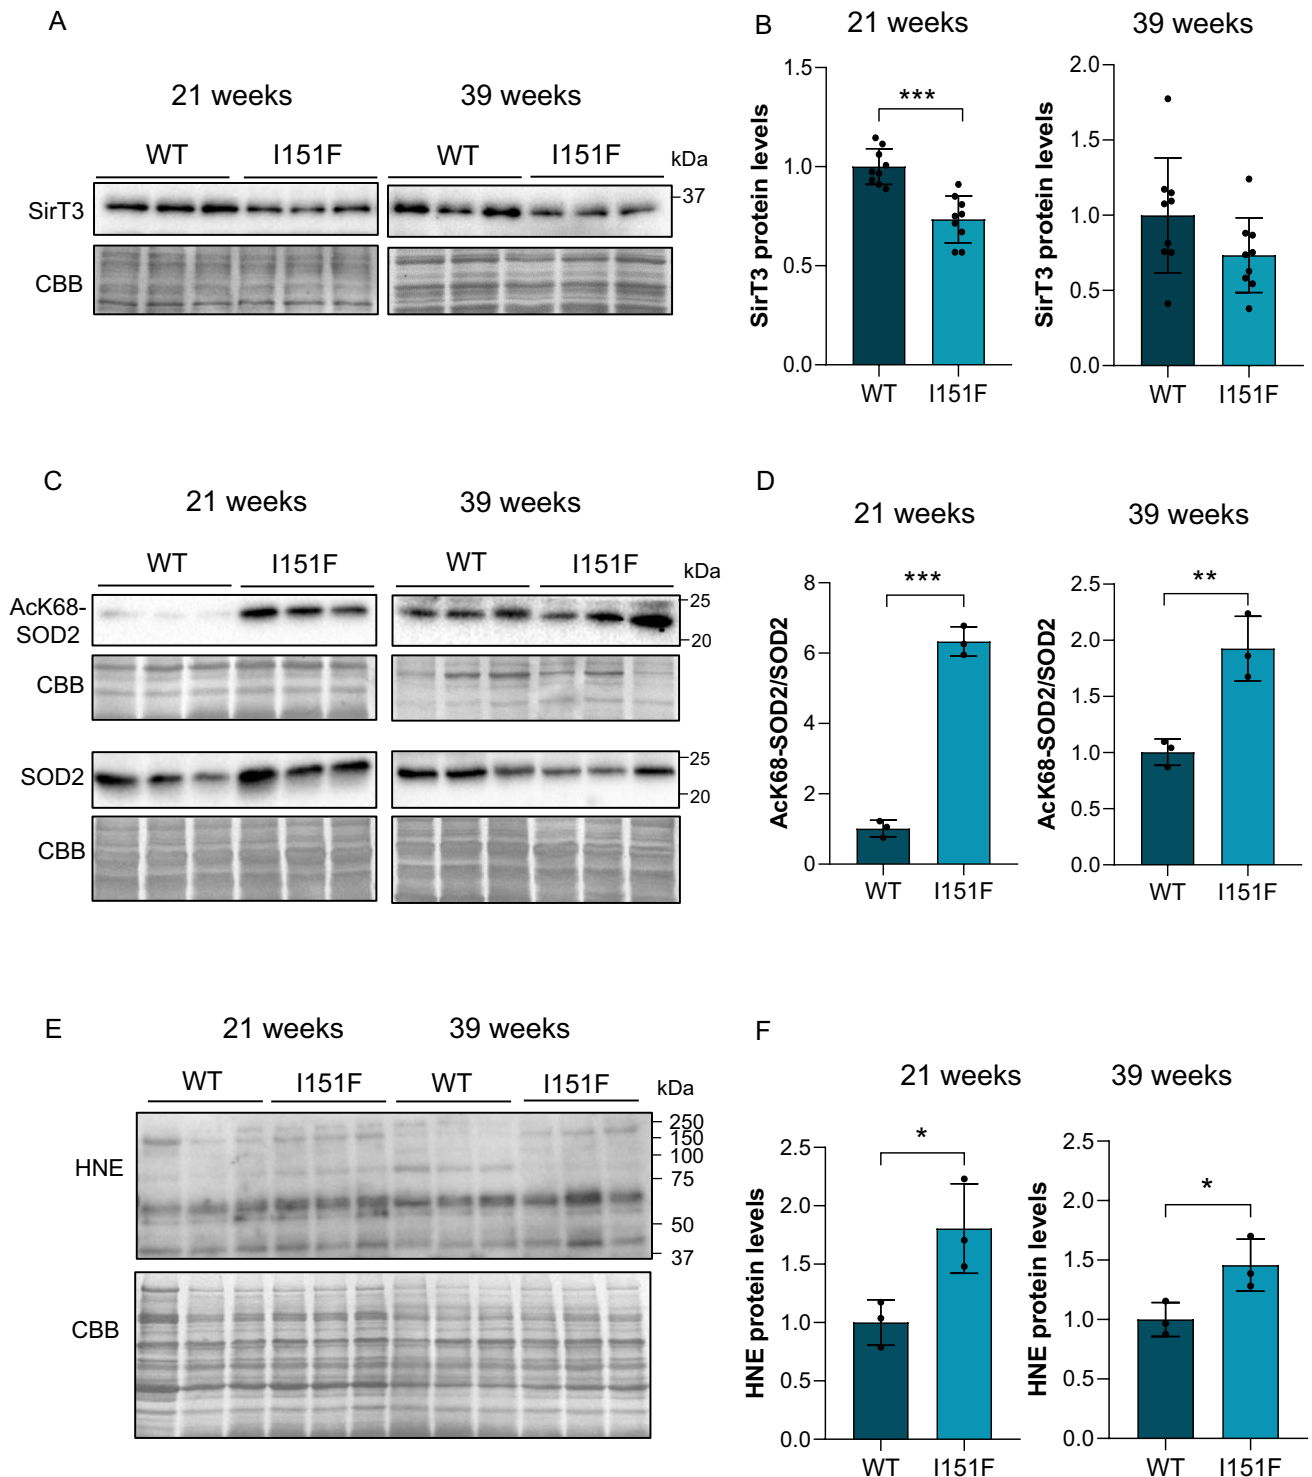 A
21 weeks 39 weeks
WT I151F WT I151F kDa
SirT3 37
CBB
B
21 weeks 39 weeks
SirT3 protein levels
1.5
1.0
0.5
0.0
***
WT I151F
SirT3 protein levels
2.0
1.5
1.0
0.5
0.0
WT I151F
C
21 weeks 39 weeks
WT I151F WT I151F kDa
AcK68-
SOD2
25
20
CBB
SOD2
25
20
CBB
D
21 weeks 39 weeks
AcK68-SOD2/SOD2
8
6
4
2
0
***
WT I151F
AcK68-SOD2/SOD2
2.5
2.0
1.5
1.0
0.5
0.0
**
WT I151F
E
21 weeks 39 weeks
WT I151F WT I151F kDa
HNE
250
150
100
75
50
37
CBB
F
21 weeks 39 weeks
HNE protein levels
2.5
2.0
1.5
1.0
0.5
0.0
*
WT I151F
HNE protein levels
2.5
2.0
1.5
1.0
0.5
0.0
*
WT I151F